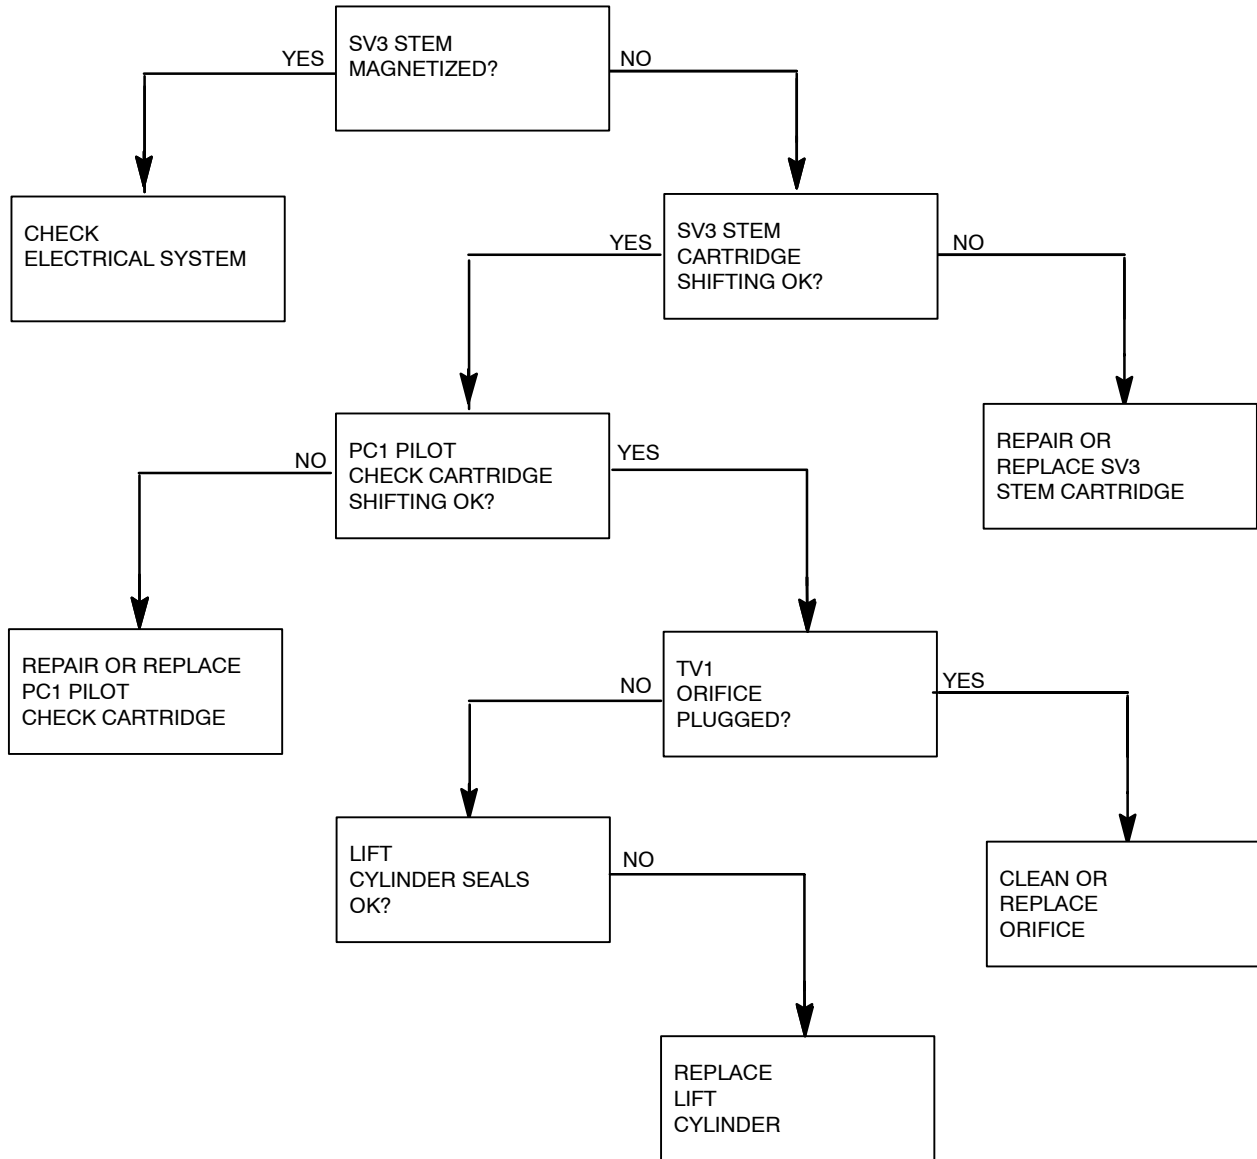 SV3 STEM
MAGNETIZED?
YES
NO
CHECK
ELECTRICAL SYSTEM
SV3 STEM
CARTRIDGE
SHIFTING OK?
YES
NO
PC1 PILOT
CHECK CARTRIDGE
SHIFTING OK?
NO
YES
REPAIR OR
REPLACE SV3
STEM CARTRIDGE
REPAIR OR REPLACE
PC1 PILOT
CHECK CARTRIDGE
TV1
ORIFICE
PLUGGED?
NO
YES
LIFT
CYLINDER SEALS
OK?
NO
CLEAN OR
REPLACE
ORIFICE
REPLACE
LIFT
CYLINDER